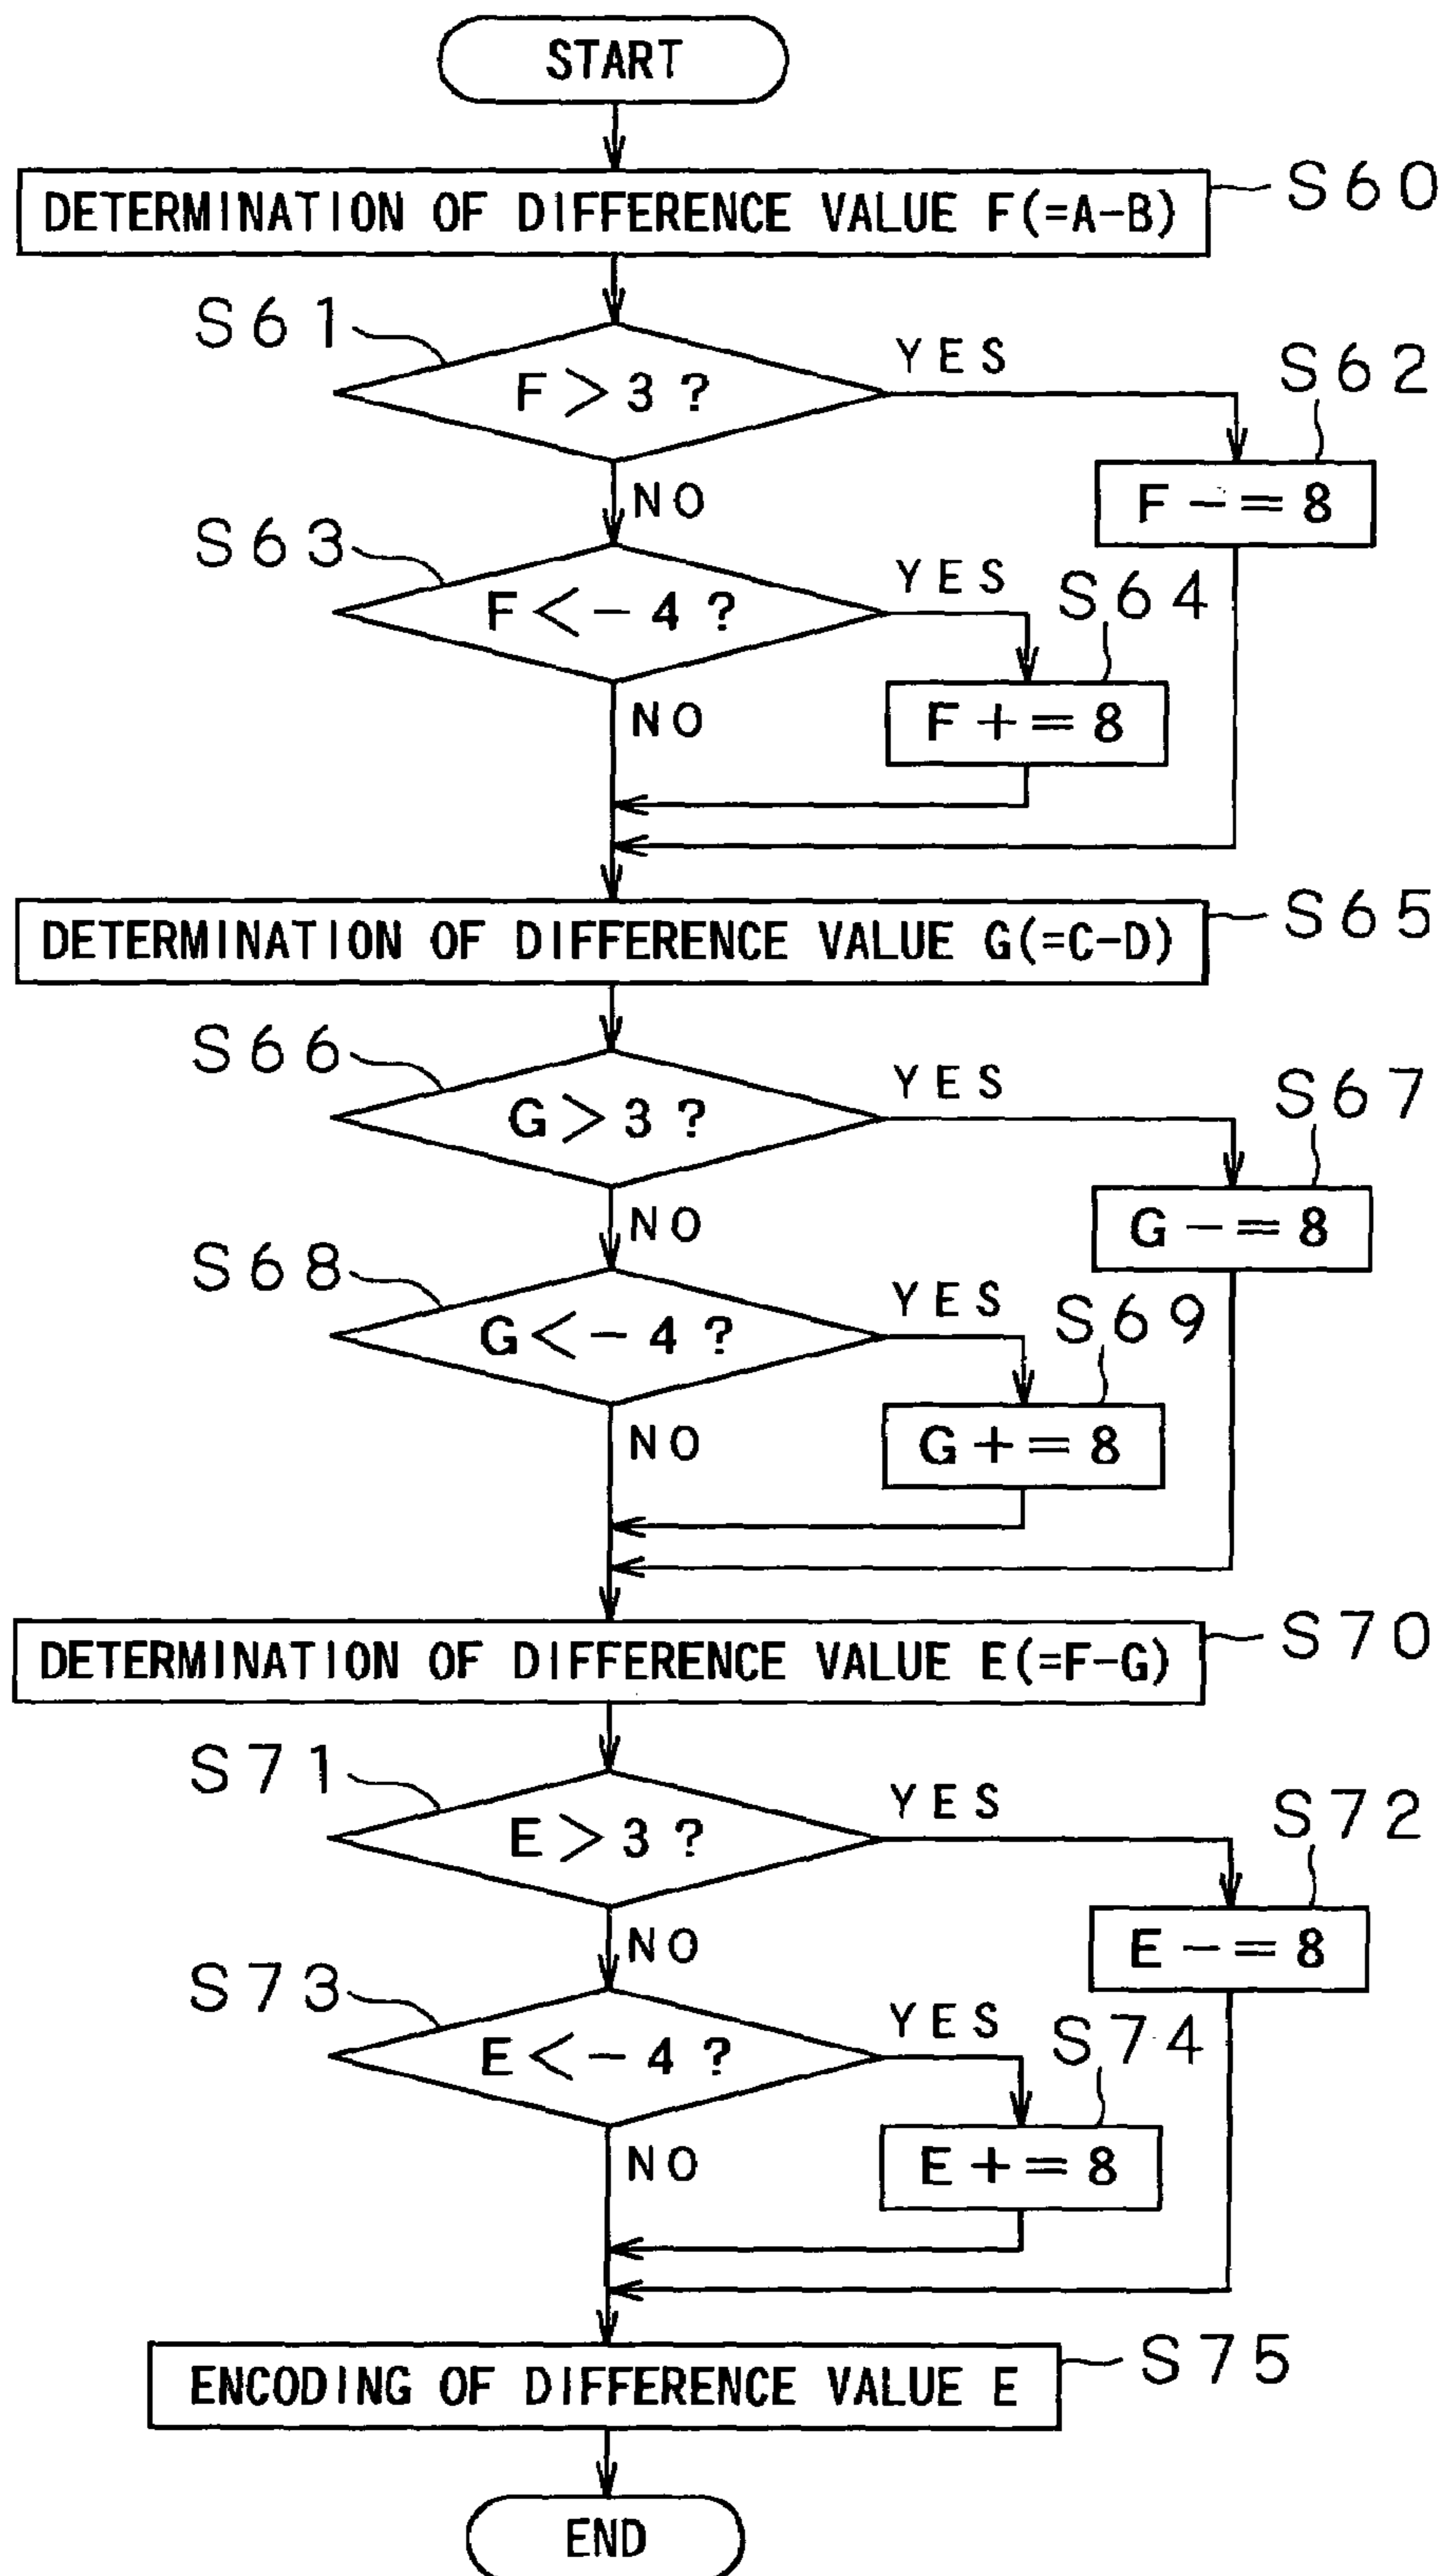 START
DETERMINATION OF DIFFERENCE VALUE F(=A-B)
S60
S61
F > 3 ?
YES
S62
F - = 8
NO
S63
F < - 4 ?
YES
S64
F + = 8
NO
DETERMINATION OF DIFFERENCE VALUE G(=C-D)
S65
S66
G > 3 ?
YES
S67
G - = 8
NO
S68
G < - 4 ?
YES
S69
G + = 8
NO
DETERMINATION OF DIFFERENCE VALUE E(=F-G)
S70
S71
E > 3 ?
YES
S72
E - = 8
NO
S73
E < - 4 ?
YES
S74
E + = 8
NO
ENCODING OF DIFFERENCE VALUE E
S75
END